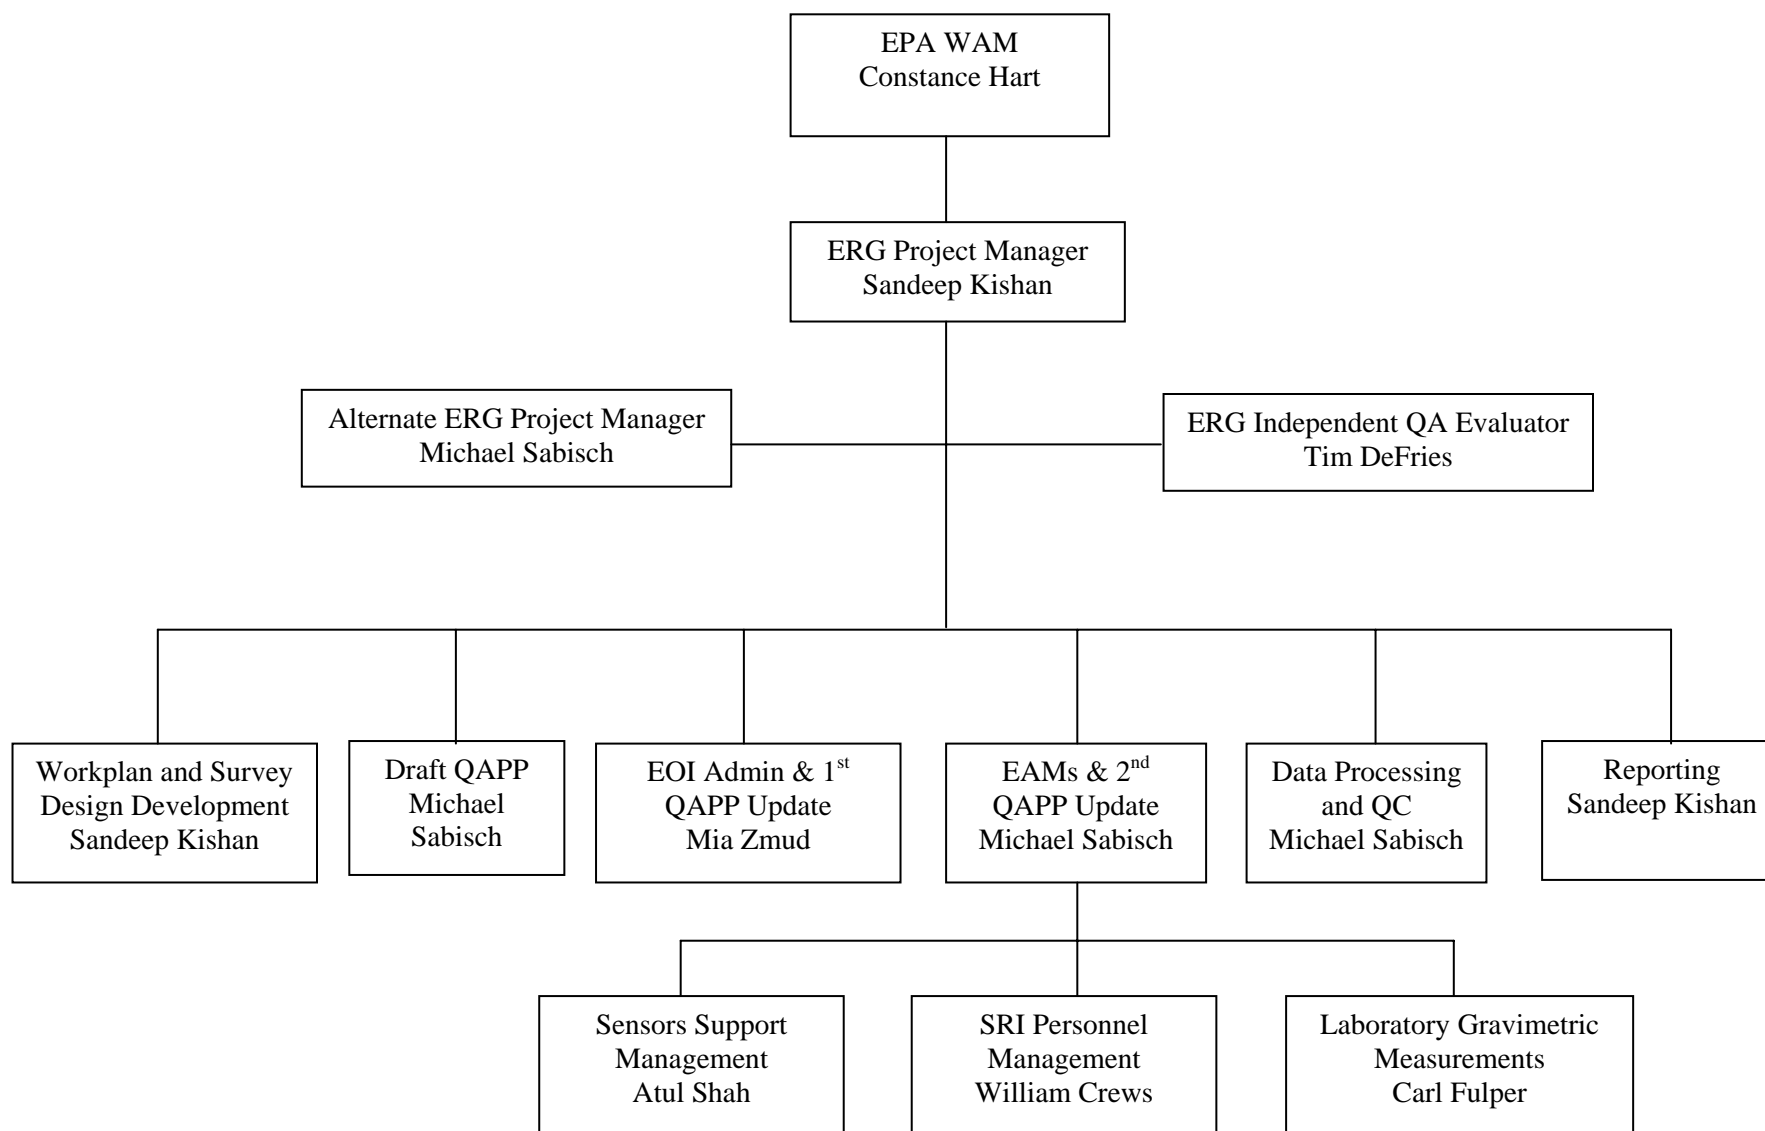 EPA WAM
Constance Hart
ERG Project Manager
Sandeep Kishan
Alternate ERG Project Manager
Michael Sabisch
ERG Independent QA Evaluator
Tim DeFries
Workplan and Survey
Design Development
Sandeep Kishan
Draft QAPP
Michael
Sabisch
EOI Admin & 1st
QAPP Update
Mia Zmud
EAMs & 2nd
QAPP Update
Michael Sabisch
Data Processing
and QC
Michael Sabisch
Reporting
Sandeep Kishan
Sensors Support
Management
Atul Shah
SRI Personnel
Management
William Crews
Laboratory Gravimetric
Measurements
Carl Fulper